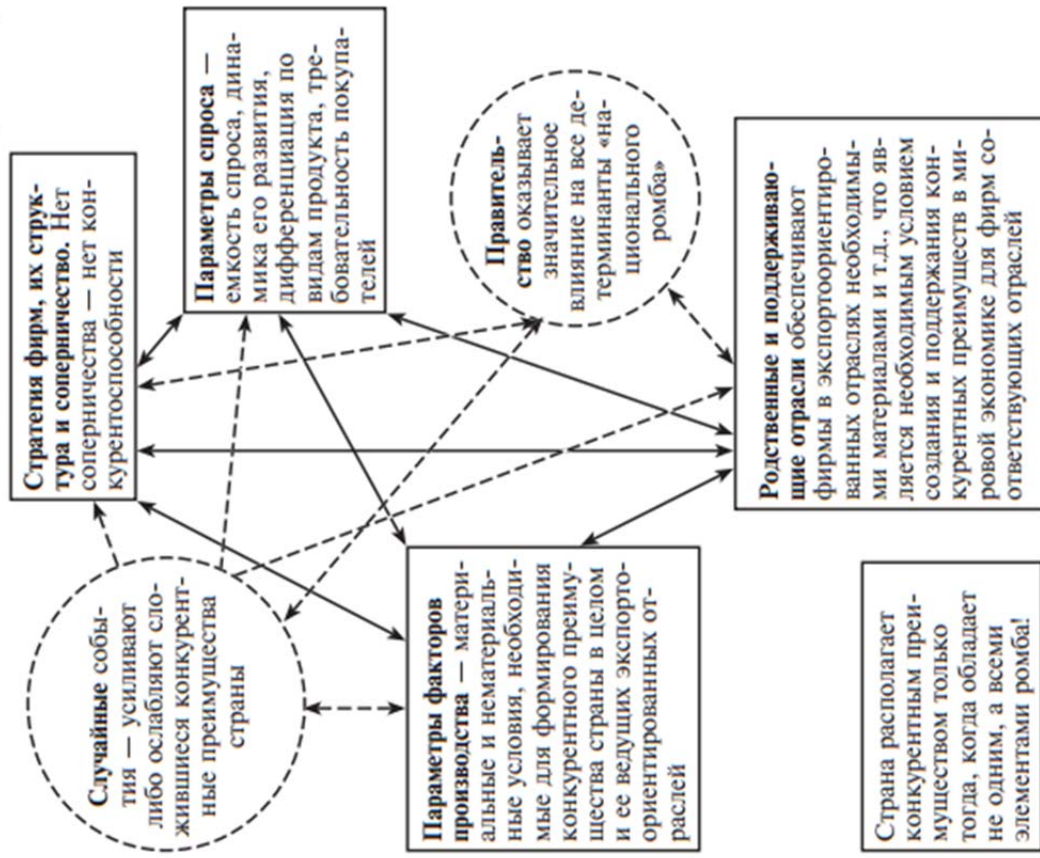 Случайные собы-
тия — усиливают
либо ослабляют сло-
жившиеся конкурент-
ные преимущества
страны
Стратегия фирм, их струк-
тура и соперничество. Нет
соперничества — нет кон-
курентоспособности
Параметры спроса —
емкость спроса, дина-
мика его развития,
дифференциация по
видам продукта, тре-
бовательность покупа-
телей
Параметры факторов
производства — матери-
альные и нематериаль-
ные условия, необходи-
мые для формирования
конкурентного преиму-
щества страны в целом
и ее ведущих экспорто-
ориентированных от-
раслей
Правитель-
ство оказывает
значительное
влияние на все де-
терминанты «на-
ционального
ромба»
Родственные и поддерживаю-
щие отрасли обеспечивают
фирмы в экспортоориентиро-
ванных отраслях необходимы-
ми материалами и т.д., что яв-
ляется необходимым условием
создания и поддержания кон-
курентных преимуществ в ми-
ровой экономике для фирм со-
ответствующих отраслей
Страна располагает
конкурентным преи-
муществом только
тогда, когда обладает
не одним, а всеми
элементами ромба!